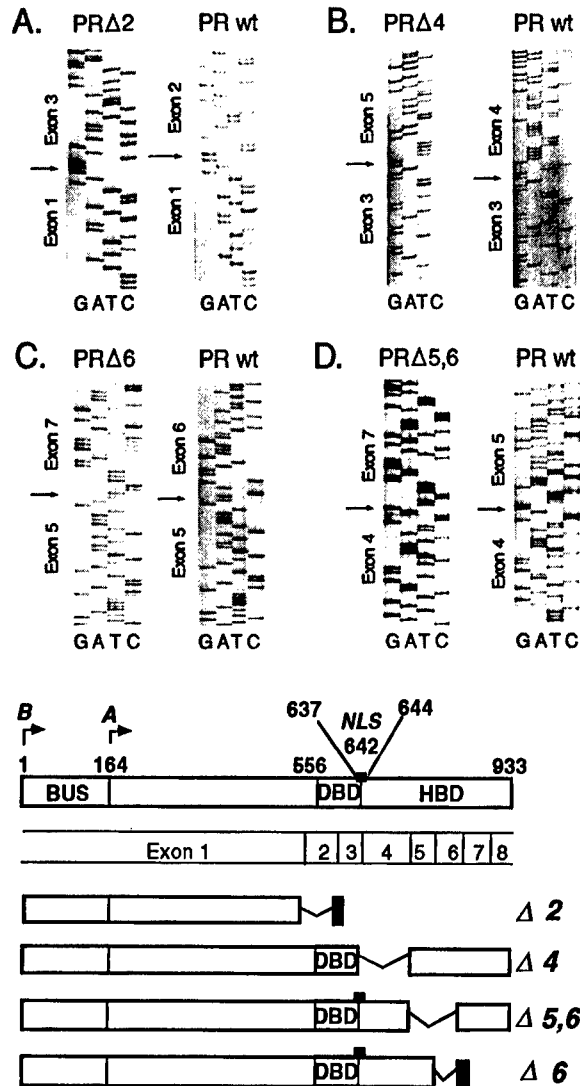 A. PRΔ2 PR wt
Exon 3
Exon 1
Exon 2
Exon 1
GATC GATC
B. PRΔ4 PR wt
Exon 5
Exon 3
Exon 4
Exon 3
GATC GATC
C. PRΔ6 PR wt
Exon 7
Exon 5
Exon 6
Exon 5
GATC GATC
D. PRΔ5,6 PR wt
Exon 7
Exon 4
Exon 5
Exon 4
GATC GATC
B A 637 NLS 644
642
1 164 556 933
BUS DBD HBD
Exon 1 2 3 4 5 6 7 8
Δ 2
DBD Δ 4
DBD Δ 5,6
DBD Δ 6